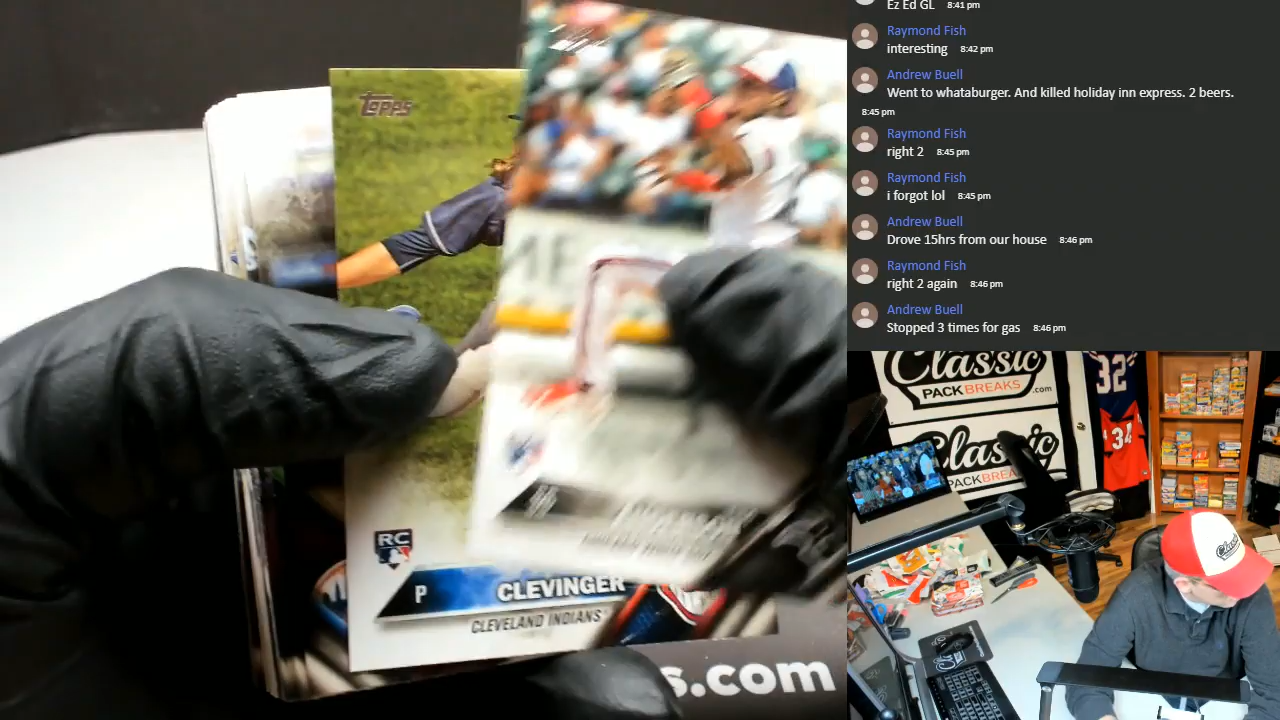 Ez Ed GL 8:41 pm
Raymond Fish
interesting 8:42 pm
Andrew Buell
Went to whataburger. And killed holiday inn express. 2 beers.
8:45 pm
Raymond Fish
right 2 8:45 pm
Raymond Fish
i forgot lol 8:45 pm
Andrew Buell
Drove 15hrs from our house 8:46 pm
Raymond Fish
right 2 again 8:46 pm
Andrew Buell
Stopped 3 times for gas 8:46 pm
TOPPS
RC
P CLEVINGER
CLEVELAND INDIANS
s.com
Classic
PACKBREAKS.com
Classic
PACKBREA
32
34
Classic